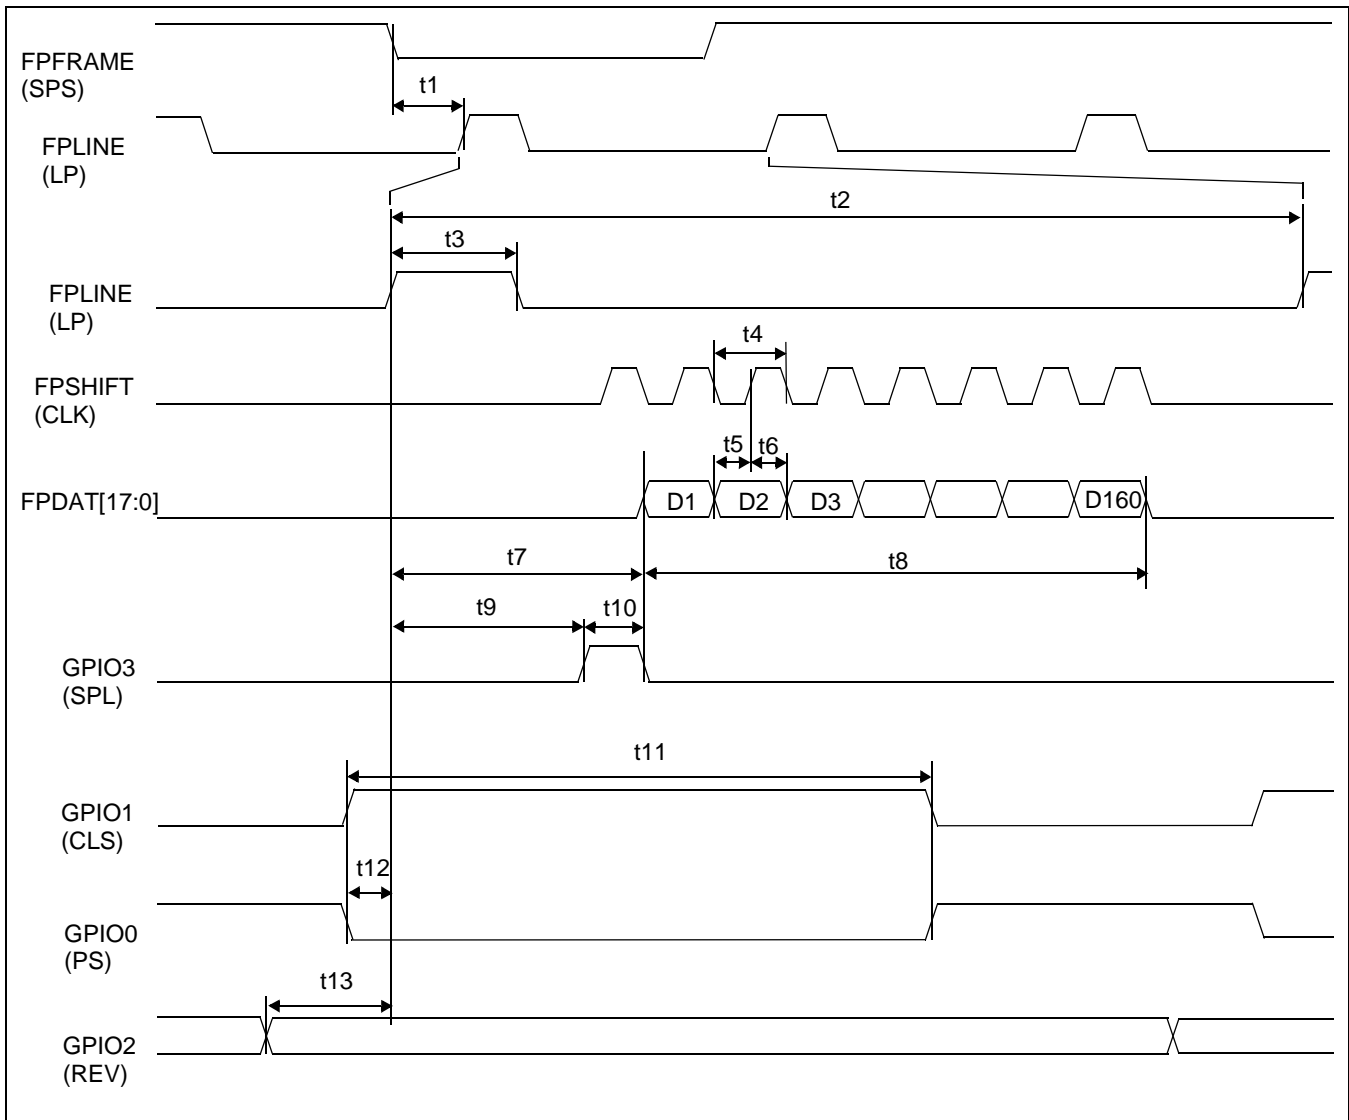 FPFRAME
(SPS)
t1
FPLINE
(LP)
t2
t3
FPLINE
(LP)
t4
FPSHIFT
(CLK)
t5 t6
FPDAT[17:0]
D1 D2 D3 D160
t7 t8
t9 t10
GPIO3
(SPL)
t11
GPIO1
(CLS)
t12
GPIO0
(PS)
t13
GPIO2
(REV)